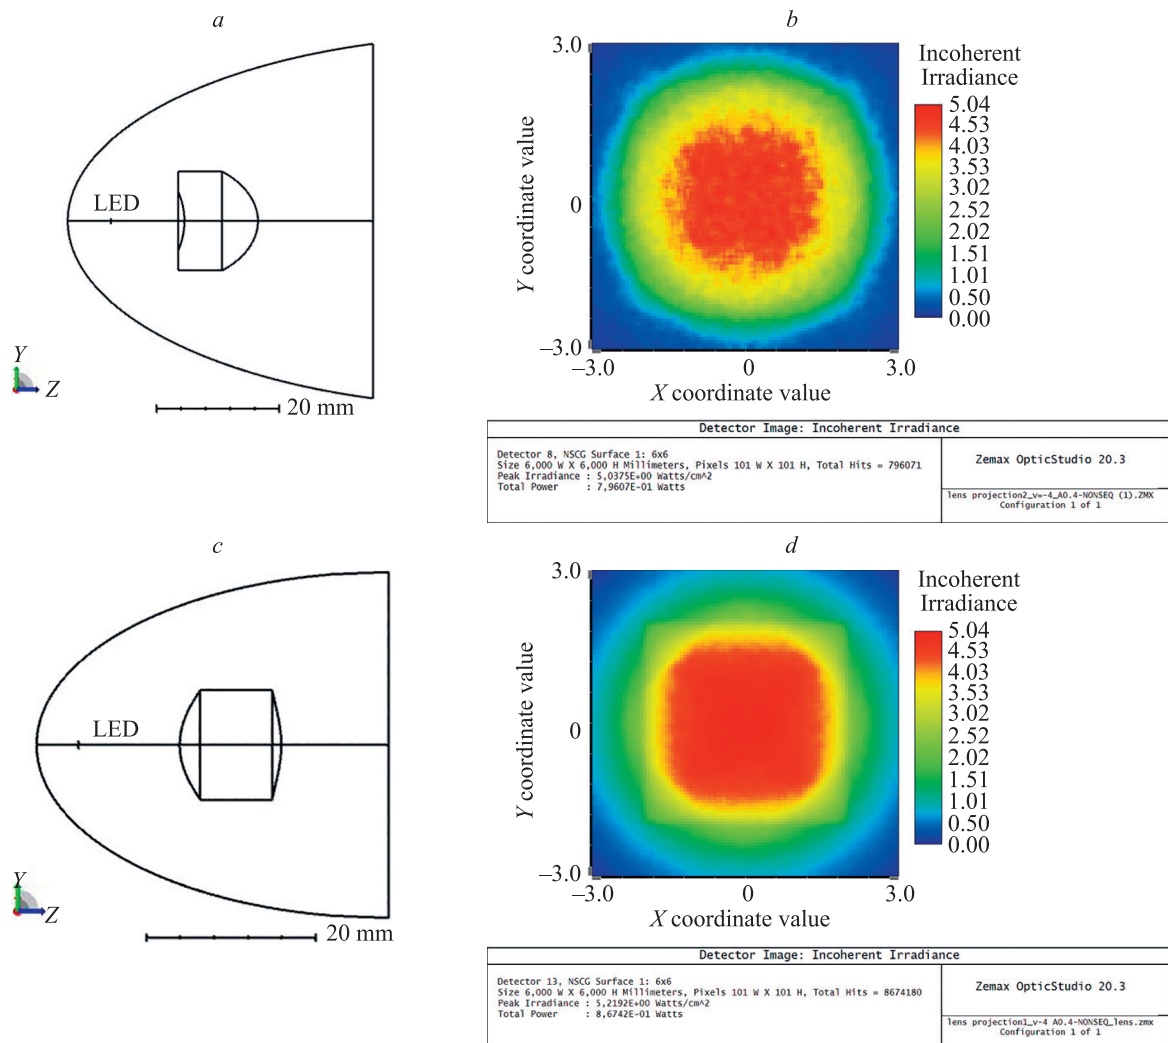 a
LED
Y
Z
20 mm
b
3.0
0
–3.0
Y coordinate value
–3.0
0
3.0
X coordinate value
Incoherent
Irradiance
5.04
4.53
4.03
3.53
3.02
2.52
2.02
1.51
1.01
0.50
0.00
Detector Image: Incoherent Irradiance
Detector 8, NSCG Surface 1: 6x6
Size 6,000 W X 6,000 H Millimeters, Pixels 101 W X 101 H, Total Hits = 796071
Peak Irradiance : 5,0375E+00 Watts/cm^2
Total Power : 7,9607E-01 Watts
Zemax OpticStudio 20.3
lens projection2_v=-4_A0.4-NONSEQ (1).ZMX
Configuration 1 of 1
c
LED
Y
Z
20 mm
d
3.0
0
–3.0
Y coordinate value
–3.0
0
3.0
X coordinate value
Incoherent
Irradiance
5.04
4.53
4.03
3.53
3.02
2.52
2.02
1.51
1.01
0.50
0.00
Detector Image: Incoherent Irradiance
Detector 13, NSCG Surface 1: 6x6
Size 6,000 W X 6,000 H Millimeters, Pixels 101 W X 101 H, Total Hits = 8674180
Peak Irradiance : 5,2192E+00 Watts/cm^2
Total Power : 8,6742E-01 Watts
Zemax OpticStudio 20.3
lens projection1_v-4 A0.4-NONSEQ_lens.zmx
Configuration 1 of 1